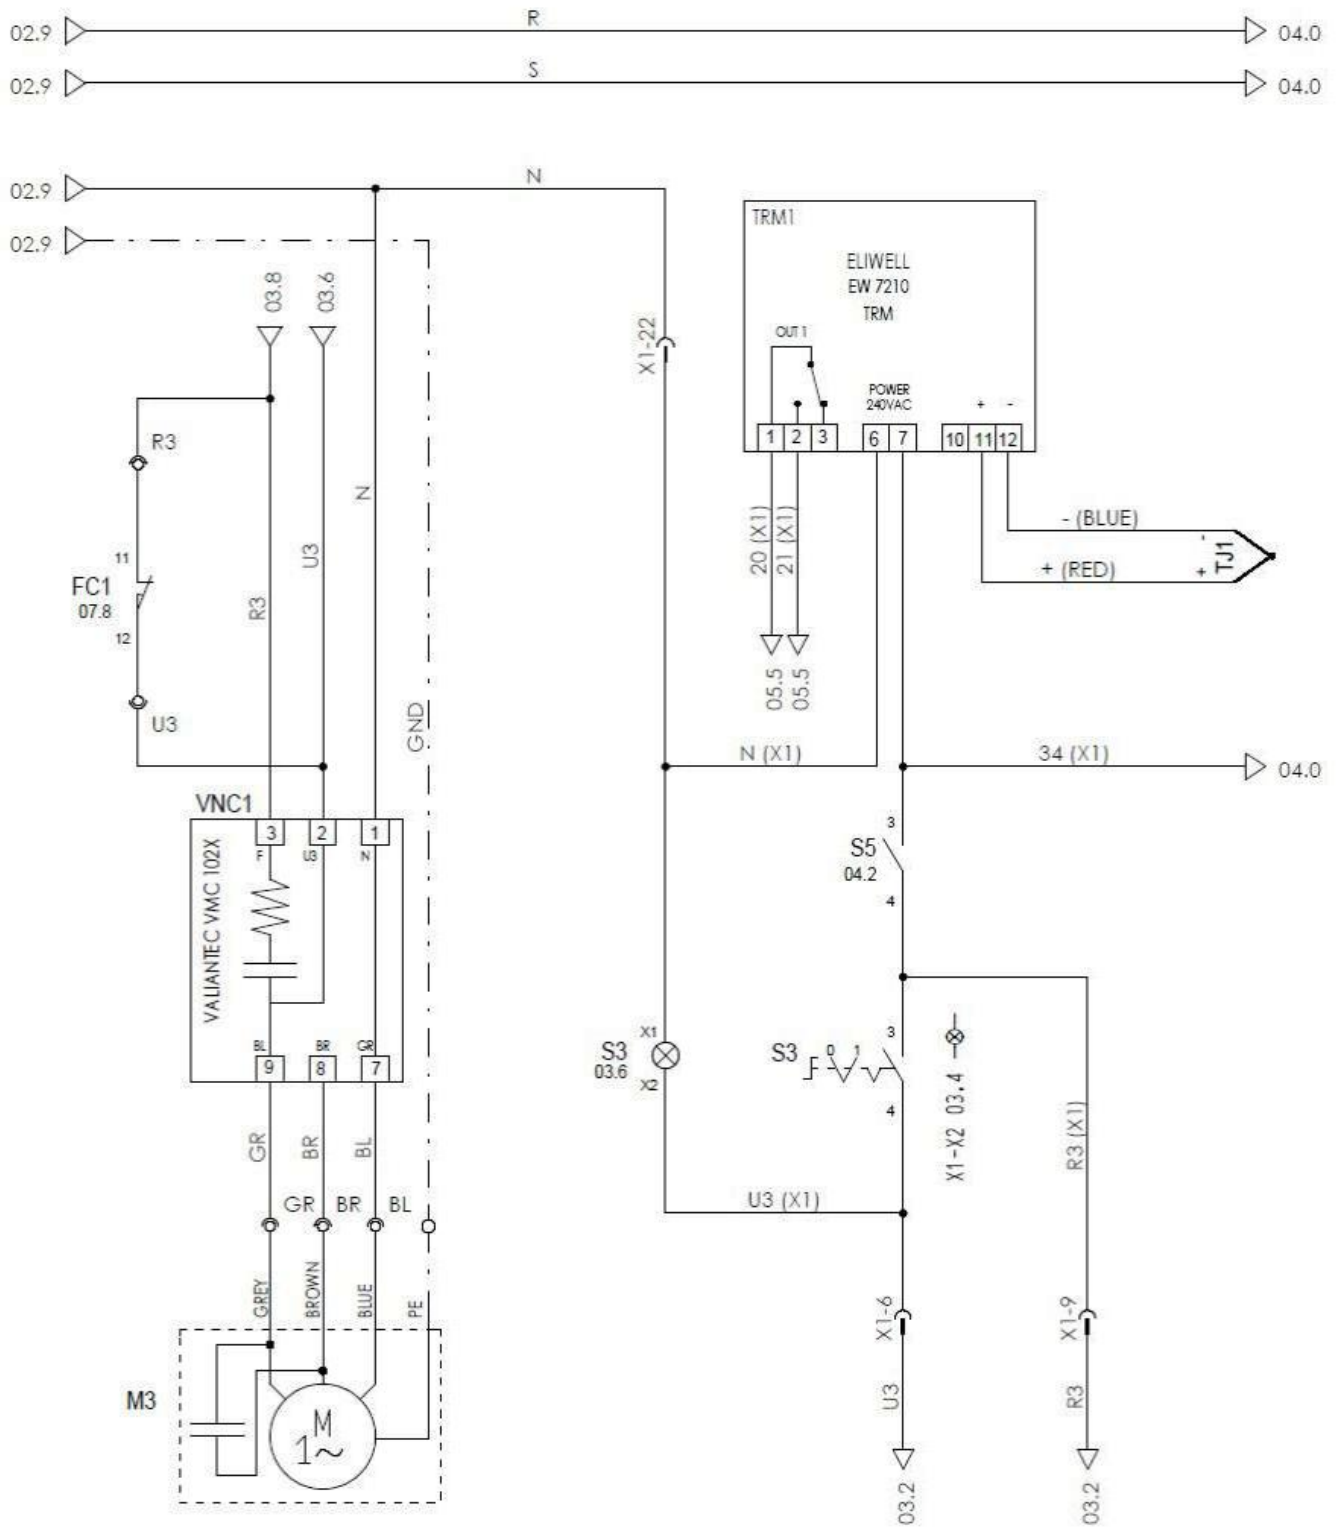 02.9
R
04.0
02.9
S
04.0
02.9
N
02.9
TRM1
ELIWELL
EW 7210
TRM
OUT 1
POWER
240VAC
+ -
1 2 3 6 7 10 11 12
03.8
03.6
X1-22
R3
N
U3
R3
11
FC1
07.8
12
U3
GND
20 (X1)
21 (X1)
- (BLUE)
-
+ (RED)
+
TJ1
05.5
05.5
N (X1)
34 (X1)
04.0
VNC1
3 2 1
F U3 N
VALIANTEC VMC 102X
BL BR GR
9 8 7
3
S5
04.2
4
X1
S3
03.6
X2
S3
0 1
3
4
X1-X2 03.4
R3 (X1)
GR
BR
BL
GR BR BL
U3 (X1)
GREY
BROWN
BLUE
PE
X1-6
X1-9
M3
M
1~
U3
R3
03.2
03.2